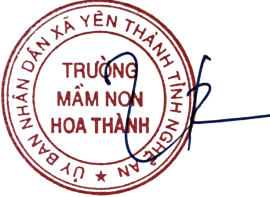 ỦY BAN NHÂN DÂN XÃ YÊN THÀNH TỈNH NGHỆ AN
TRƯỜNG
MẦM NON
HOA THÀNH